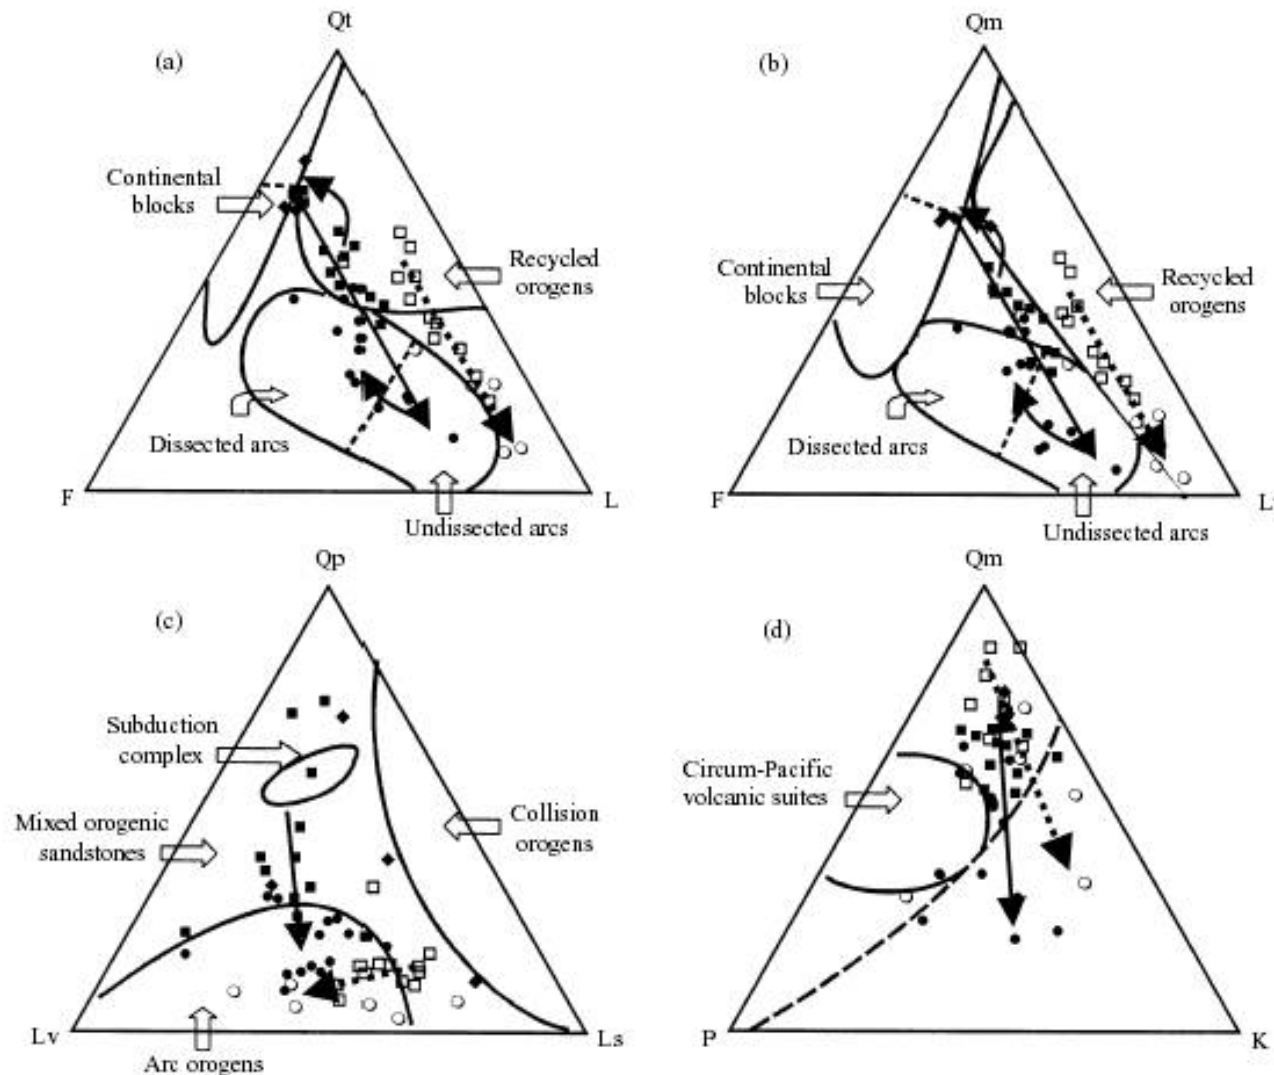 Qt
Qm
(a)
(b)
Continental
blocks
Recycled
orogens
Continental
blocks
Recycled
orogens
Dissected arcs
Dissected arcs
F
L
F
L
Undissected arcs
Undissected arcs
Qp
Qm
(c)
(d)
Subduction
complex
Circum-Pacific
volcanic suites
Mixed orogenic
sandstones
Collision
orogens
Lv
Ls
P
K
Arc orogens